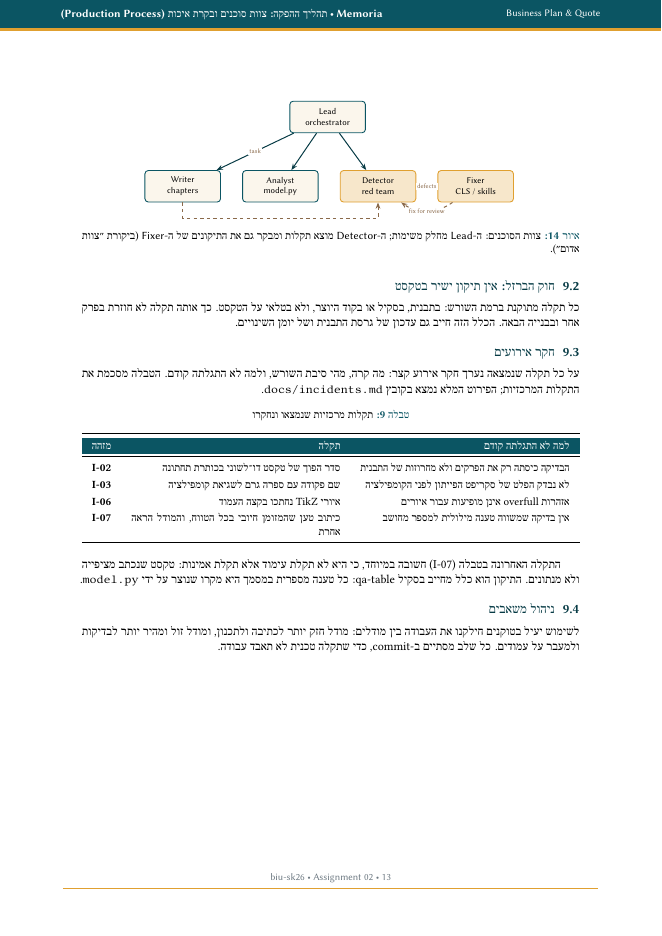 תהליך ההפקה: צוות סוכנים ובקרת איכות (Production Process) • Memoria
Business Plan & Quote
Lead
orchestrator
task
Writer
chapters
Analyst
model.py
Detector
red team
defects
Fixer
CLS / skills
fix for review
איור 14: צוות הסוכנים: ה-Lead מחלק משימות; ה-Detector מוצא תקלות ומבקר גם את התיקונים של ה-Fixer (ביקורת ״צוות
אדום״).
9.2 חוק הברזל: אין תיקון ישיר בטקסט
כל תקלה מתוקנת ברמת השורש: בתבנית, בסקיל או בקוד היוצר, ולא בטלאי על הטקסט. כך אותה תקלה לא חוזרת בפרק
אחר ובבנייה הבאה. הכלל הזה חייב גם עדכון של גרסת התבנית ושל יומן השינויים.
9.3 חקר אירועים
על כל תקלה שנמצאה נערך חקר אירוע קצר: מה קרה, מהי סיבת השורש, ולמה לא התגלתה קודם. הטבלה מסכמת את
התקלות המרכזיות; הפירוט המלא נמצא בקובץ docs/incidents.md.
טבלה 9: תקלות מרכזיות שנמצאו ונחקרו
למה לא התגלתה קודם תקלה מזהה
הבדיקה כיסתה רק את הפרקים ולא מחרוזות של התבנית סדר הפוך של טקסט דו־לשוני בכותרת תחתונה I-02
לא נבדק הפלט של סקריפט הפייתון לפני הקומפילציה שם פקודה עם ספרה גרם לשגיאת קומפילציה I-03
אזהרות overfull אינן מופיעות עבור איורים איורי TikZ נחתכו בקצה העמוד I-06
אין בדיקה שמשווה טענה מילולית למספר מחושב כיתוב טען שהמזומן חיובי בכל הטווח, והמודל הראה I-07
אחרת
התקלה האחרונה בטבלה (I-07) חשובה במיוחד, כי היא לא תקלת עימוד אלא תקלת אמינות: טקסט שנכתב מציפייה
ולא מנתונים. התיקון הוא כלל מחייב בסקיל qa-table: כל טענה מספרית במסמך היא מקרו שנוצר על ידי model.py.
9.4 ניהול משאבים
לשימוש יעיל בטוקנים חילקנו את העבודה בין מודלים: מודל חזק יותר לכתיבה ולתכנון, ומודל זול ומהיר יותר לבדיקות
ולמעבר על עמודים. כל שלב מסתיים ב-commit, כדי שתקלה טכנית לא תאבד עבודה.
biu-sk26 • Assignment 02 • 13